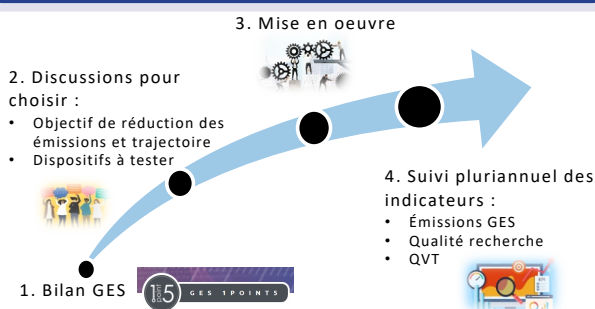 3. Mise en oeuvre
2. Discussions pour
choisir :
• Objectif de réduction des
émissions et trajectoire
• Dispositifs à tester
4. Suivi pluriannuel des
indicateurs :
• Émissions GES
• Qualité recherche
• QVT
1. Bilan GES
GES 1POINT5